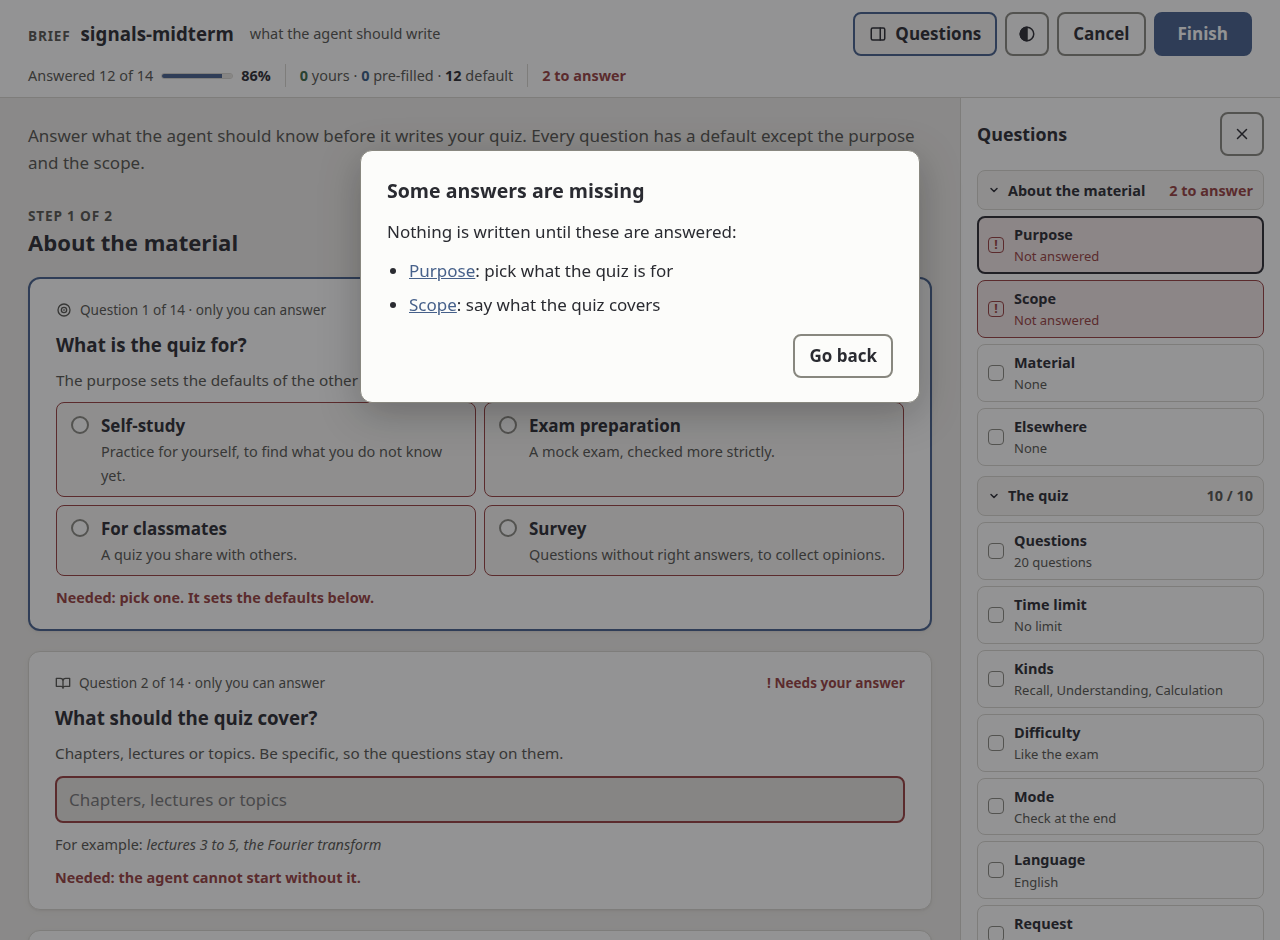 BRIEF signals-midterm what the agent should write
Questions
Cancel
Finish
Answered 12 of 14 86% 0 yours · 0 pre-filled · 12 default 2 to answer
Answer what the agent should know before it writes your quiz. Every question has a default except the purpose
and the scope.
STEP 1 OF 2
About the material
Question 1 of 14 · only you can answer
What is the quiz for?
The purpose sets the defaults of the other
Self-study
Practice for yourself, to find what you do not know
yet.
Exam preparation
A mock exam, checked more strictly.
For classmates
A quiz you share with others.
Survey
Questions without right answers, to collect opinions.
Needed: pick one. It sets the defaults below.
Question 2 of 14 · only you can answer
! Needs your answer
What should the quiz cover?
Chapters, lectures or topics. Be specific, so the questions stay on them.
Chapters, lectures or topics
For example: lectures 3 to 5, the Fourier transform
Needed: the agent cannot start without it.
Some answers are missing
Nothing is written until these are answered:
• Purpose: pick what the quiz is for
• Scope: say what the quiz covers
Go back
Questions
About the material 2 to answer
! Purpose
Not answered
! Scope
Not answered
Material
None
Elsewhere
None
The quiz 10 / 10
Questions
20 questions
Time limit
No limit
Kinds
Recall, Understanding, Calculation
Difficulty
Like the exam
Mode
Check at the end
Language
English
Request